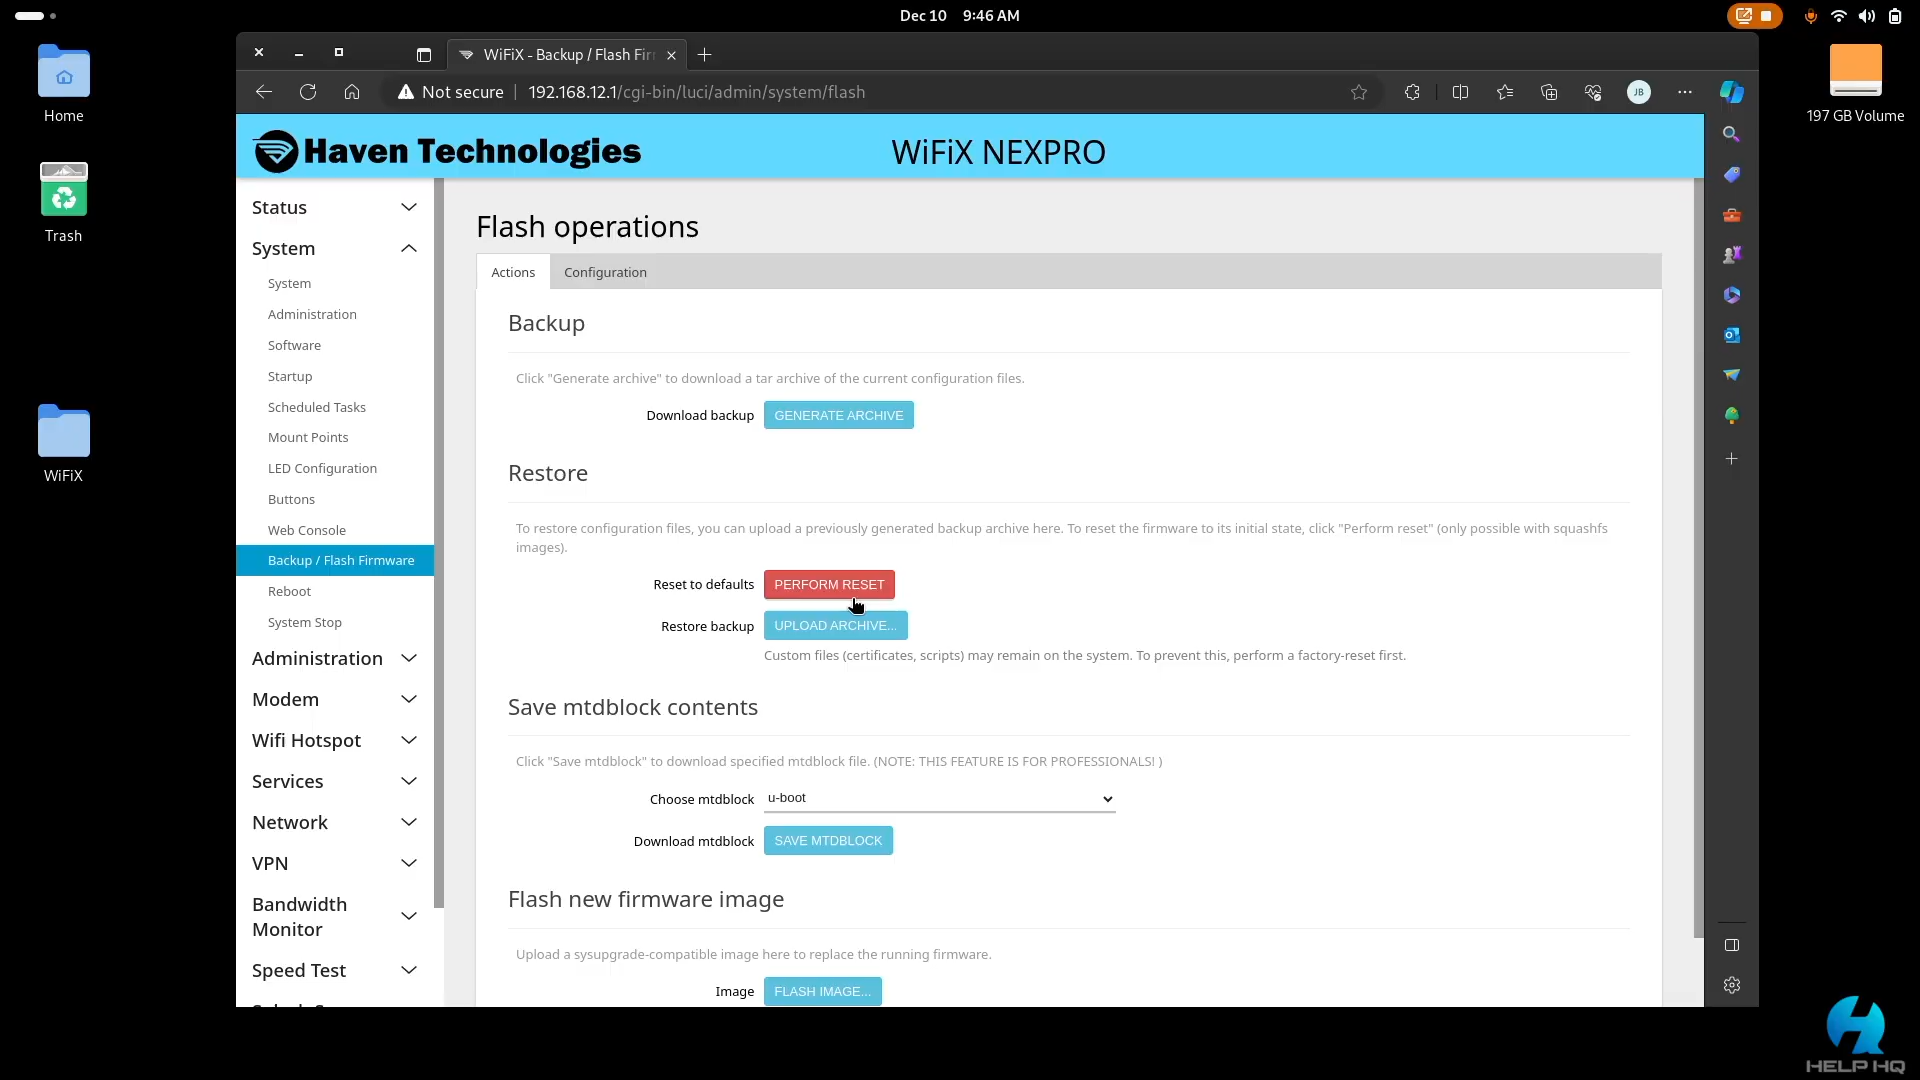 Dec 10 9:46 AM
Home
Trash
WiFiX
197 GB Volume
WiFiX - Backup / Flash Fir
Not secure 192.168.12.1/cgi-bin/luci/admin/system/flash
JB
Haven Technologies
WiFiX NEXPRO
Status
System
System
Administration
Software
Startup
Scheduled Tasks
Mount Points
LED Configuration
Buttons
Web Console
Backup / Flash Firmware
Reboot
System Stop
Administration
Modem
Wifi Hotspot
Services
Network
VPN
Bandwidth
Monitor
Speed Test
Flash operations
Actions Configuration
Backup
Click "Generate archive" to download a tar archive of the current configuration files.
Download backup GENERATE ARCHIVE
Restore
To restore configuration files, you can upload a previously generated backup archive here. To reset the firmware to its initial state, click "Perform reset" (only possible with squashfs
images).
Reset to defaults PERFORM RESET
Restore backup UPLOAD ARCHIVE...
Custom files (certificates, scripts) may remain on the system. To prevent this, perform a factory-reset first.
Save mtdblock contents
Click "Save mtdblock" to download specified mtdblock file. (NOTE: THIS FEATURE IS FOR PROFESSIONALS! )
Choose mtdblock u-boot
Download mtdblock SAVE MTDBLOCK
Flash new firmware image
Upload a sysupgrade-compatible image here to replace the running firmware.
Image FLASH IMAGE...
HELP HQ